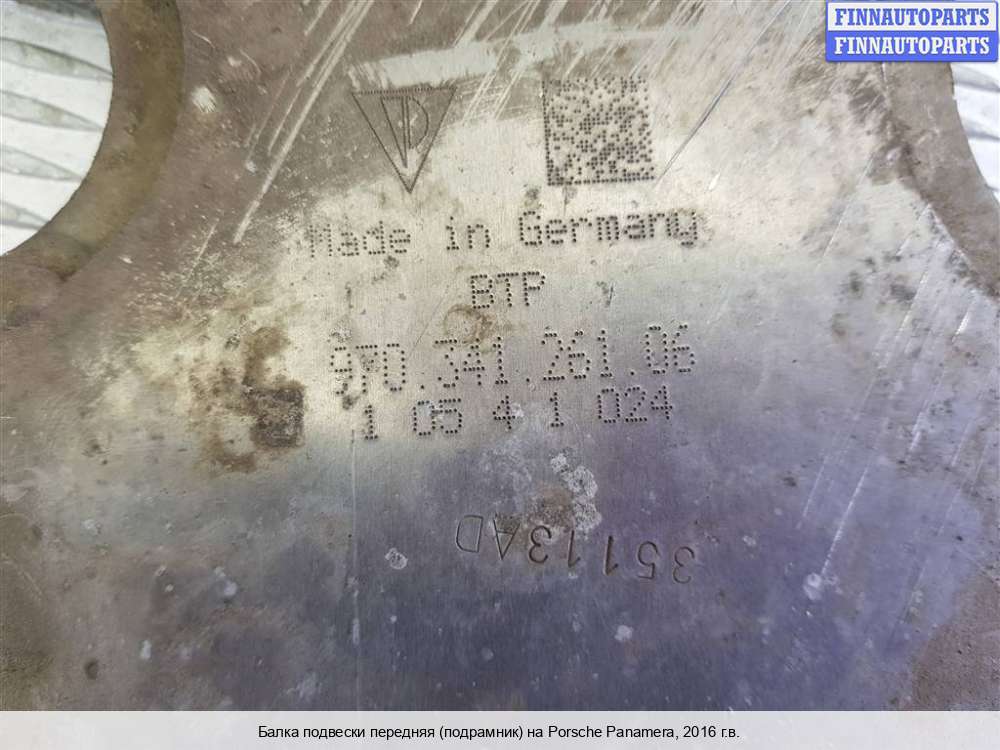 FINNAUTOPARTS
FINNAUTOPARTS
Made in Germany
BTP
970.341.261.06
1 05 4 1 024
35113AD
Балка подвески передняя (подрамник) на Porsche Panamera, 2016 г.в.